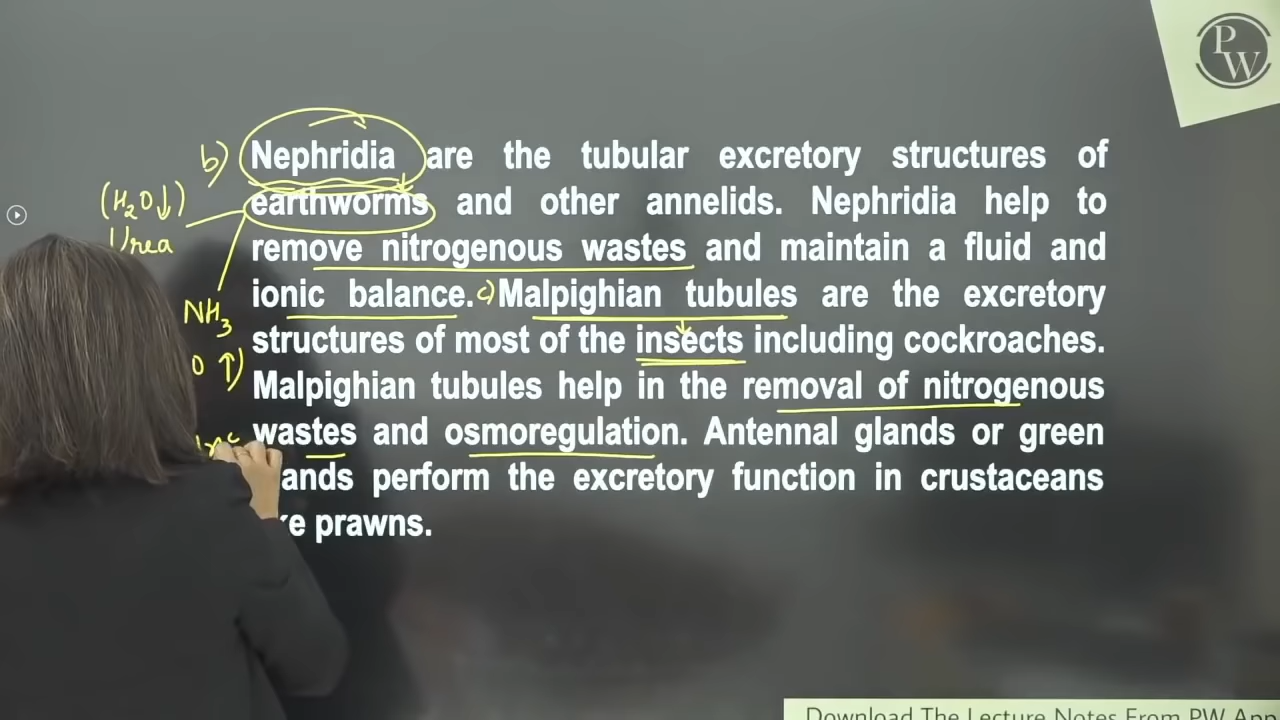 PW
b) Nephridia are the tubular excretory structures of
(H₂O↓)
earthworms and other annelids. Nephridia help to
Urea
remove nitrogenous wastes and maintain a fluid and
ionic balance. c) Malpighian tubules are the excretory
NH₃
structures of most of the insects including cockroaches.
O ↑)
Malpighian tubules help in the removal of nitrogenous
wastes and osmoregulation. Antennal glands or green
ands perform the excretory function in crustaceans
e prawns.
Download The Lecture Notes From PW App